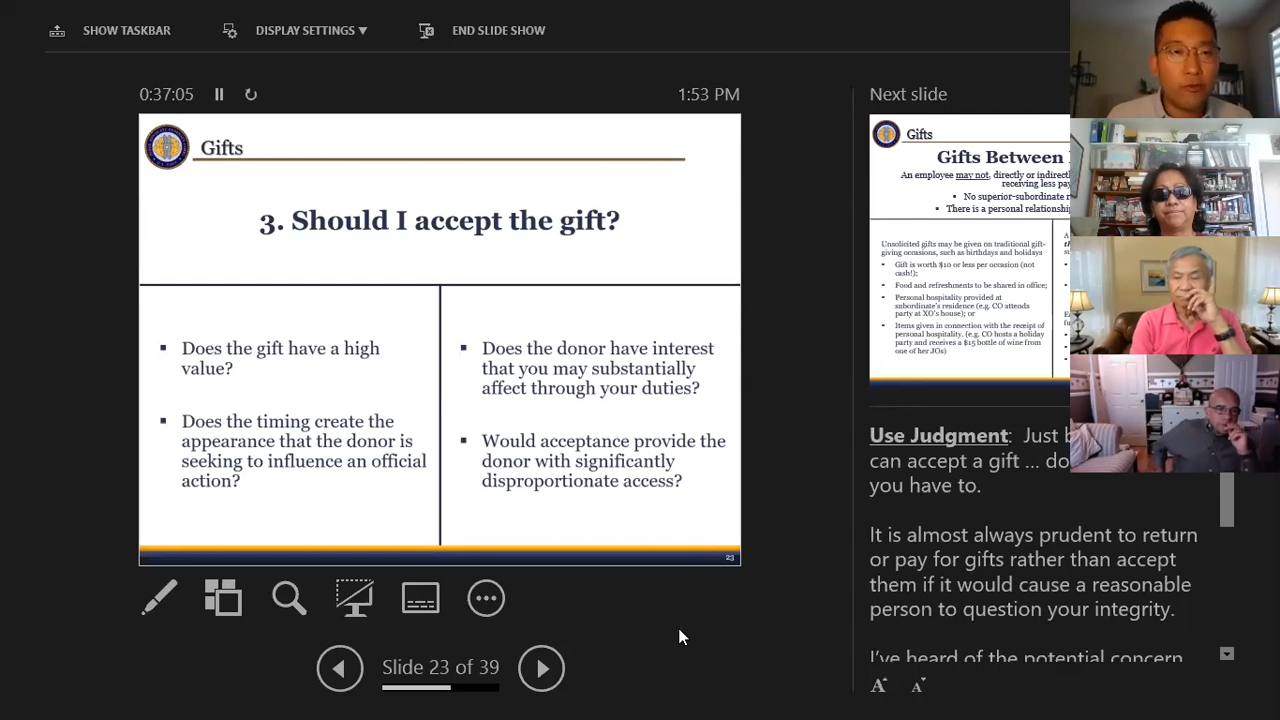 SHOW TASKBAR
DISPLAY SETTINGS ▼
END SLIDE SHOW
0:37:05
1:53 PM
Gifts
3. Should I accept the gift?
▪ Does the gift have a high
value?
▪ Does the timing create the
appearance that the donor is
seeking to influence an official
action?
▪ Does the donor have interest
that you may substantially
affect through your duties?
▪ Would acceptance provide the
donor with significantly
disproportionate access?
23
Slide 23 of 39
Next slide
Gifts
Gifts Between
An employee may not, directly or indirect
receiving less pay
• No superior-subordinate
• There is a personal relationship
Unsolicited gifts may be given on traditional gift-
giving occasions, such as birthdays and holidays
• Gift is worth $10 or less per occasion (not
cash!);
• Food and refreshments to be shared in office;
• Personal hospitality provided at
subordinate's residence (e.g. CO attends
party at XO's house); or
• Items given in connection with the receipt of
personal hospitality. (e.g. CO hosts a holiday
party and receives a $15 bottle of wine from
one of her JOs)
Use Judgment: Just
can accept a gift …
you have to.
It is almost always prudent to return
or pay for gifts rather than accept
them if it would cause a reasonable
person to question your integrity.
I've heard of the potential concern
A A